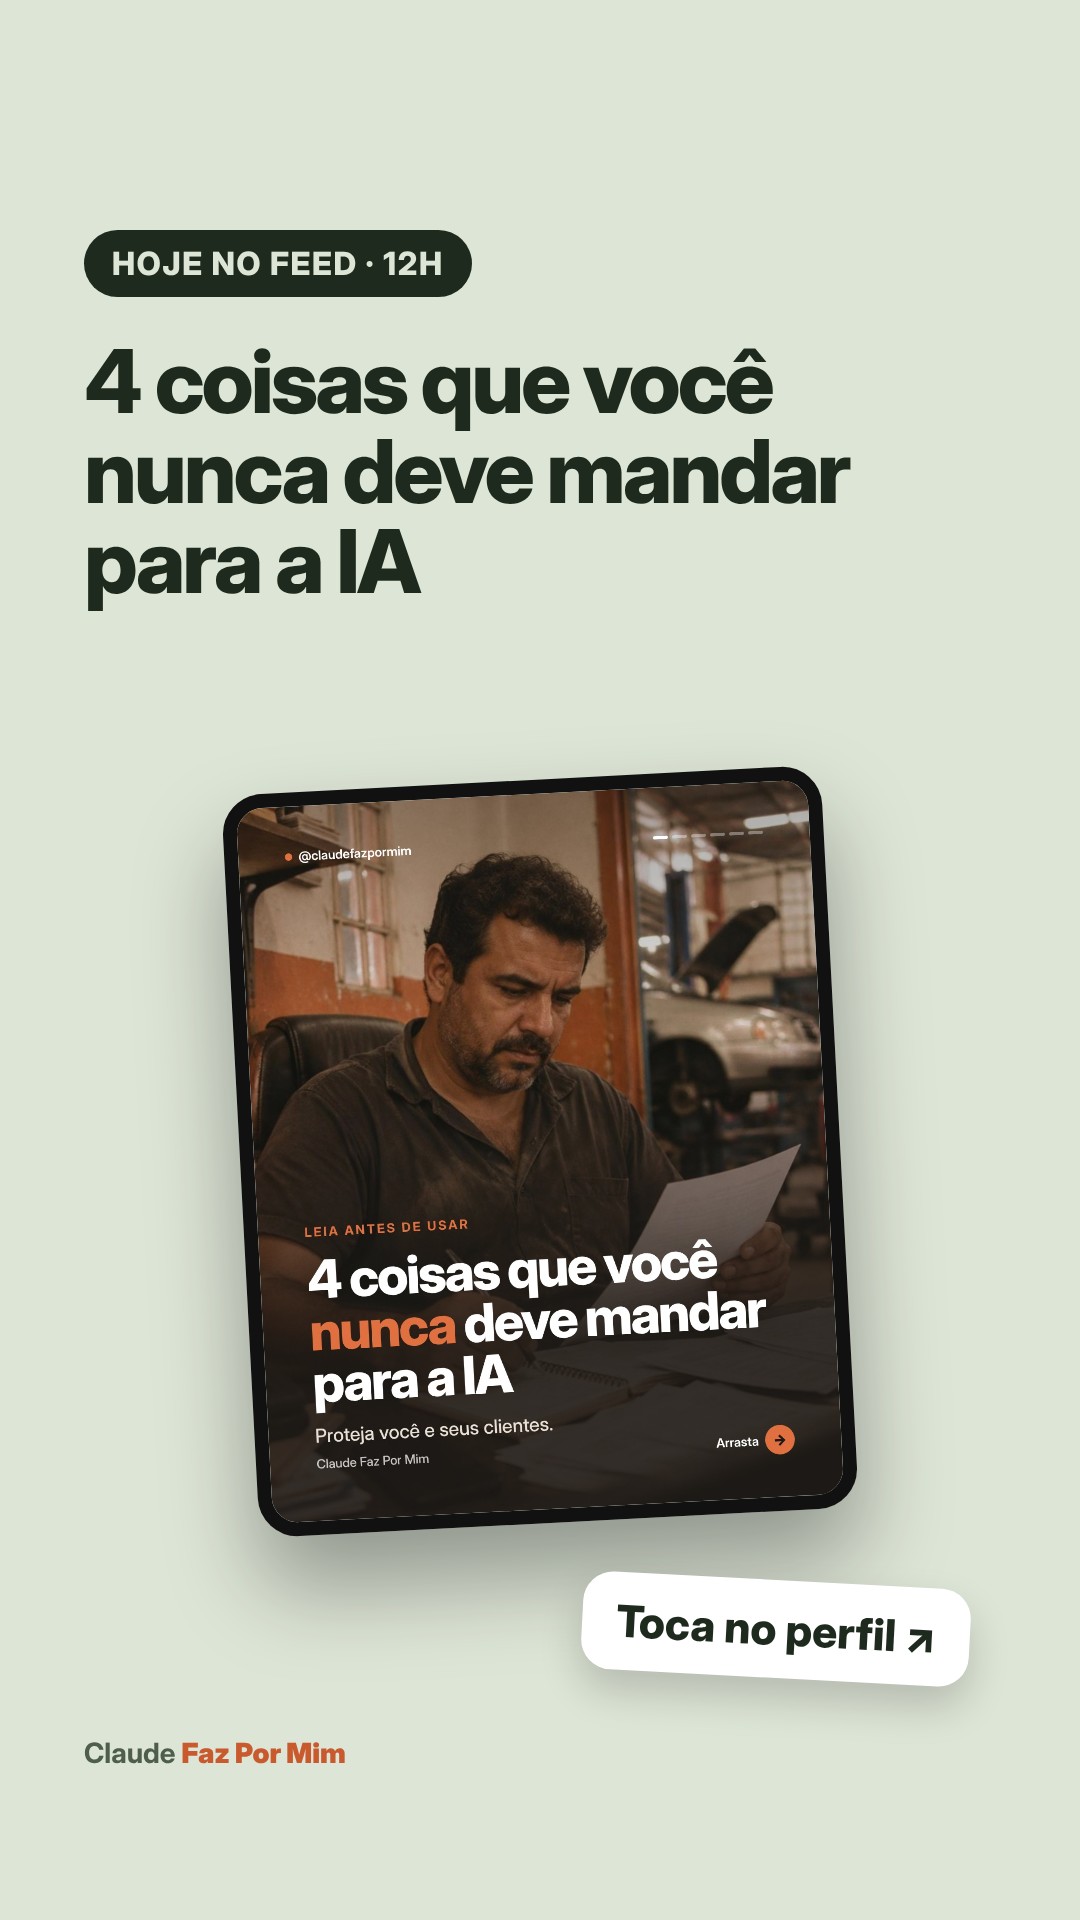 HOJE NO FEED · 12H
4 coisas que você
nunca deve mandar
para a IA
@claudefazpormim
LEIA ANTES DE USAR
4 coisas que você
nunca deve mandar
para a IA
Proteja você e seus clientes.
Claude Faz Por Mim
Arrasta →
Toca no perfil ↗
Claude Faz Por Mim